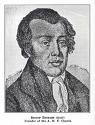 BISHOP RICHARD ALLEN
Founder of the A. M. E. Church.